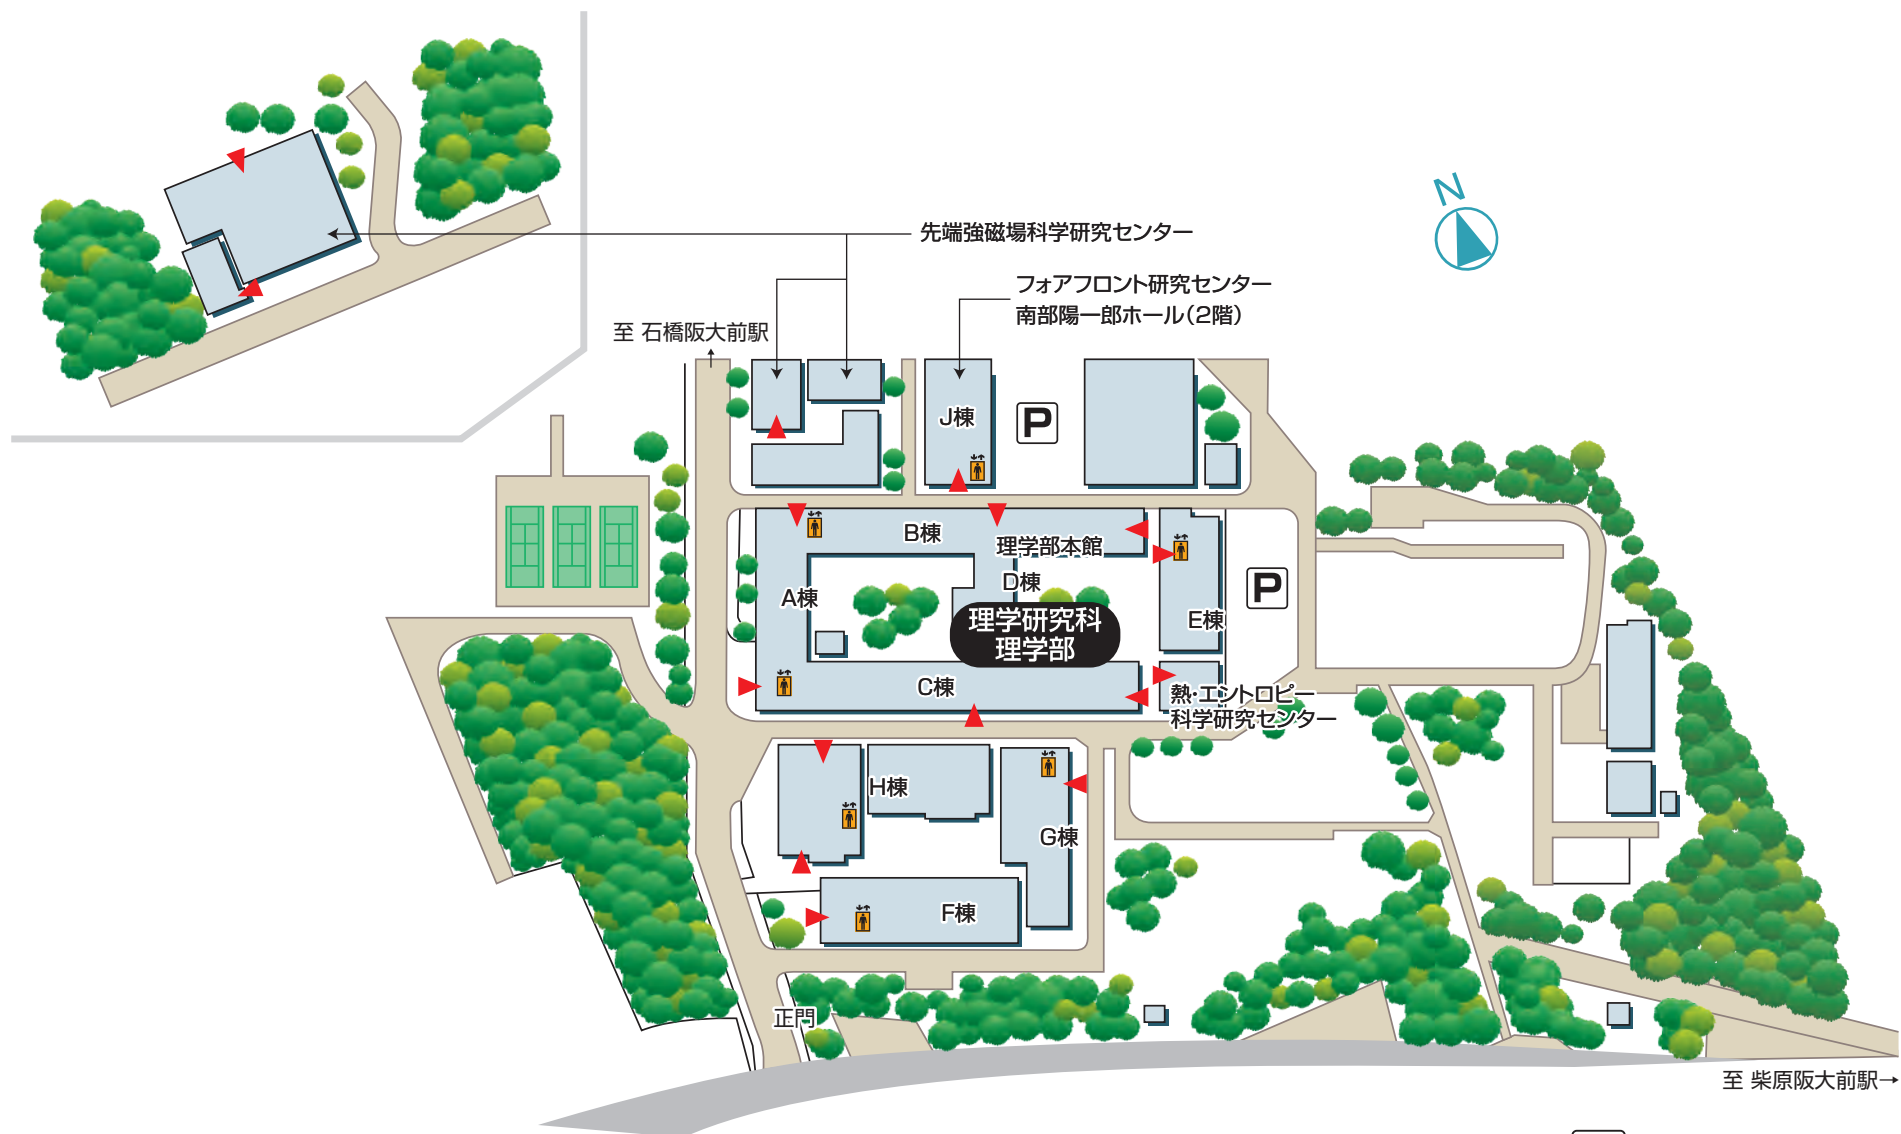 N
先端強磁場科学研究センター
フォアフロント研究センター
南部陽一郎ホール（2階）
至 石橋阪大前駅
J棟
P
B棟
理学部本館
D棟
A棟
P
理学研究科
理学部
E棟
C棟
熱・エントロピー
科学研究センター
H棟
G棟
F棟
正門
至 柴原阪大前駅→